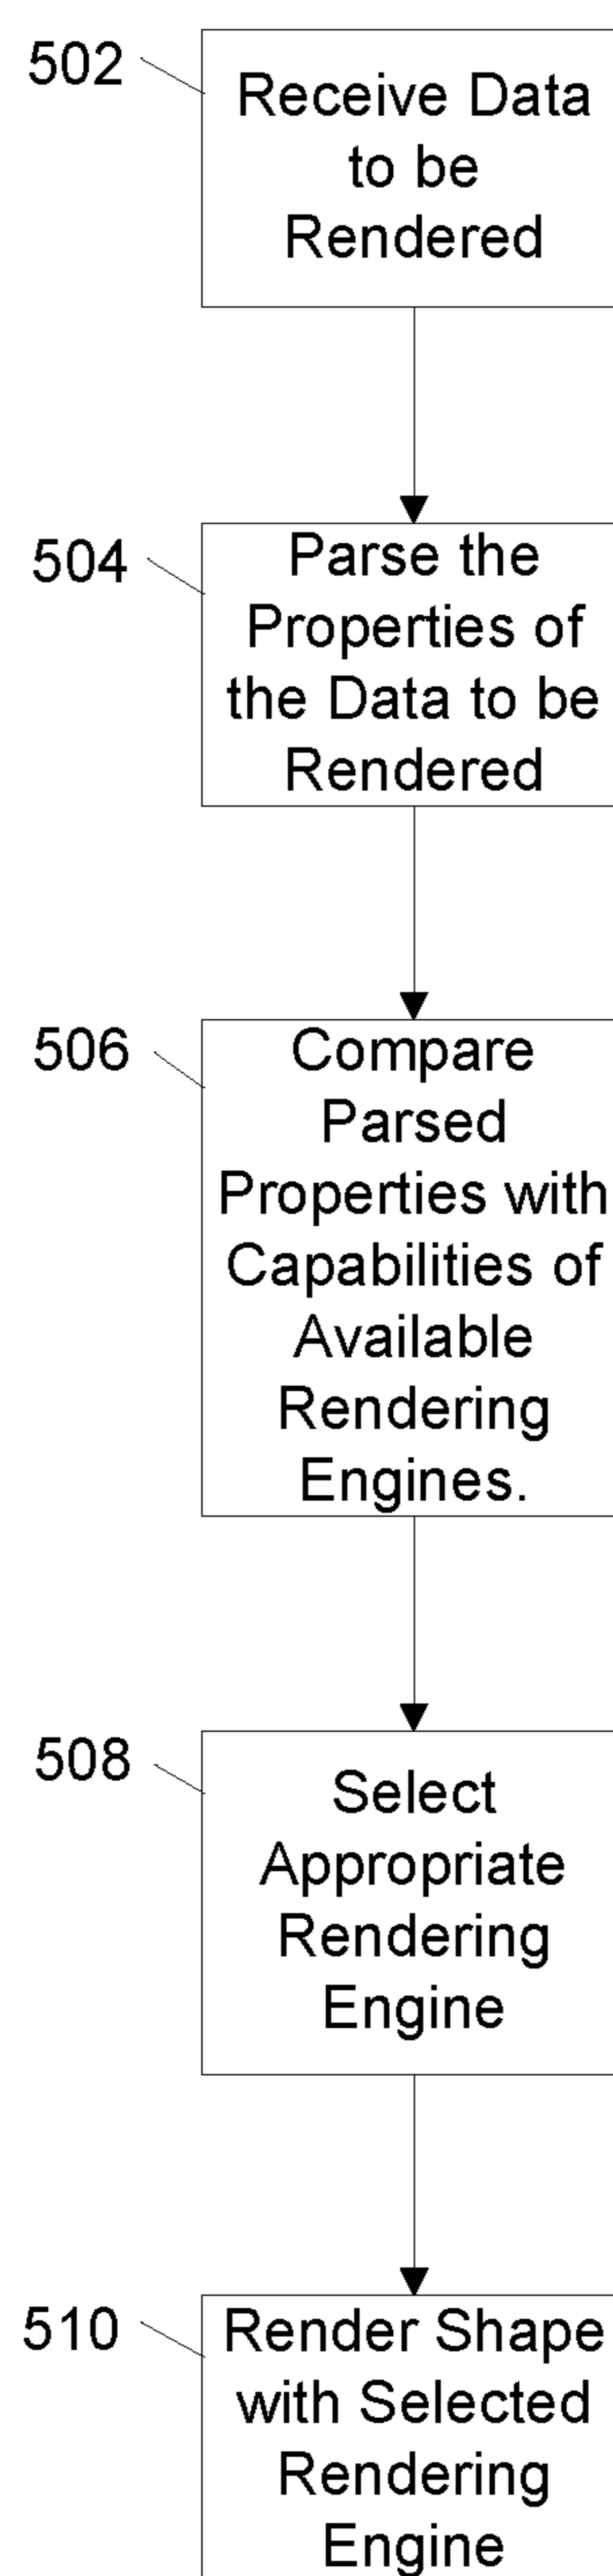 502
Receive Data
to be
Rendered
504
Parse the
Properties of
the Data to be
Rendered
506
Compare
Parsed
Properties with
Capabilities of
Available
Rendering
Engines.
508
Select
Appropriate
Rendering
Engine
510
Render Shape
with Selected
Rendering
Engine